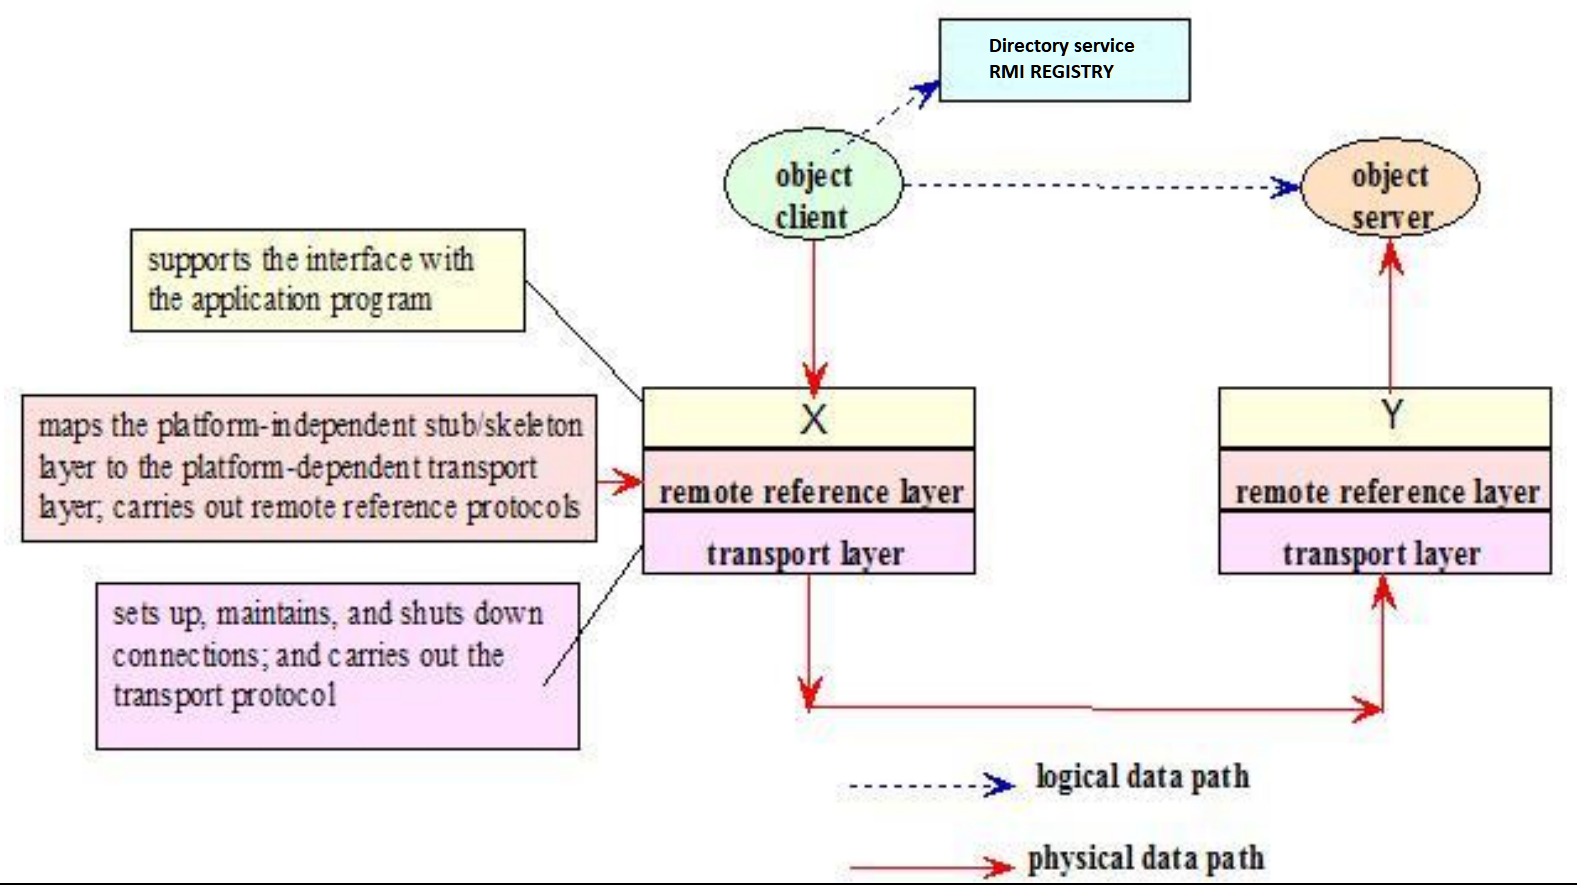 Directory service
RMI REGISTRY
object
client
object
server
supports the interface with
the application program
maps the platform-independent stub/skeleton
layer to the platform-dependent transport
layer; carries out remote reference protocols
sets up, maintains, and shuts down
connections; and carries out the
transport protocol
X
remote reference layer
transport layer
Y
remote reference layer
transport layer
logical data path
physical data path